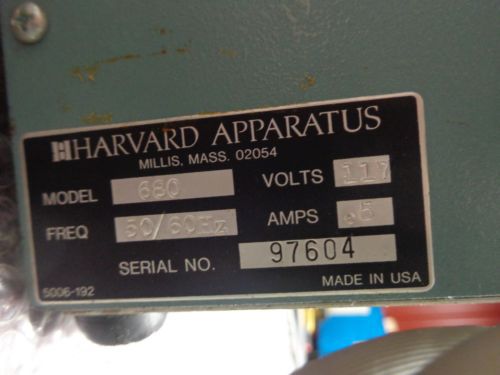 HARVARD APPARATUS
MILLIS, MASS. 02054
MODEL 680 VOLTS 117
FREQ 50/60Hz AMPS .5
SERIAL NO. 97604
5006-192 MADE IN USA